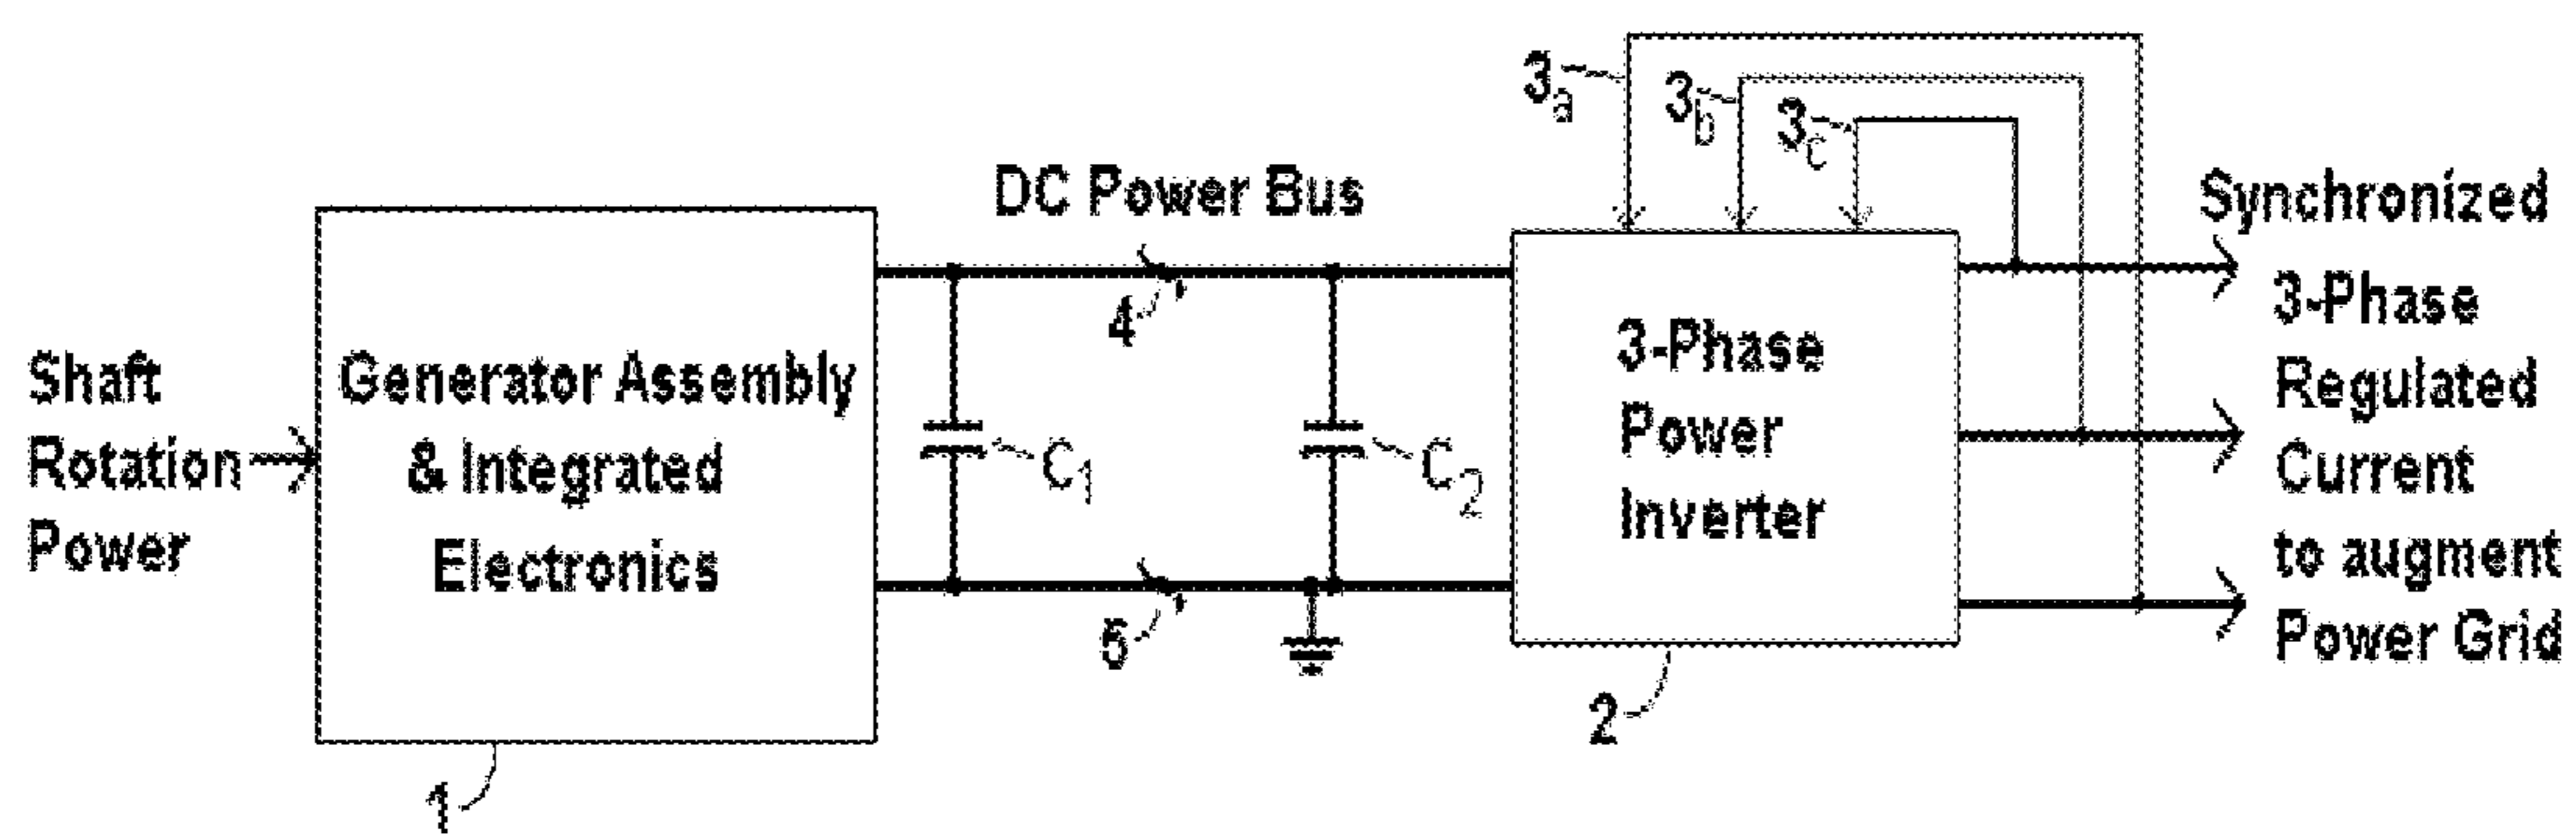 Shaft
Rotation
Power
Generator Assembly
& Integrated
Electronics
1
DC Power Bus
4
5
C1
C2
3a
3b
3c
3-Phase
Power
Inverter
2
Synchronized
3-Phase
Regulated
Current
to augment
Power Grid